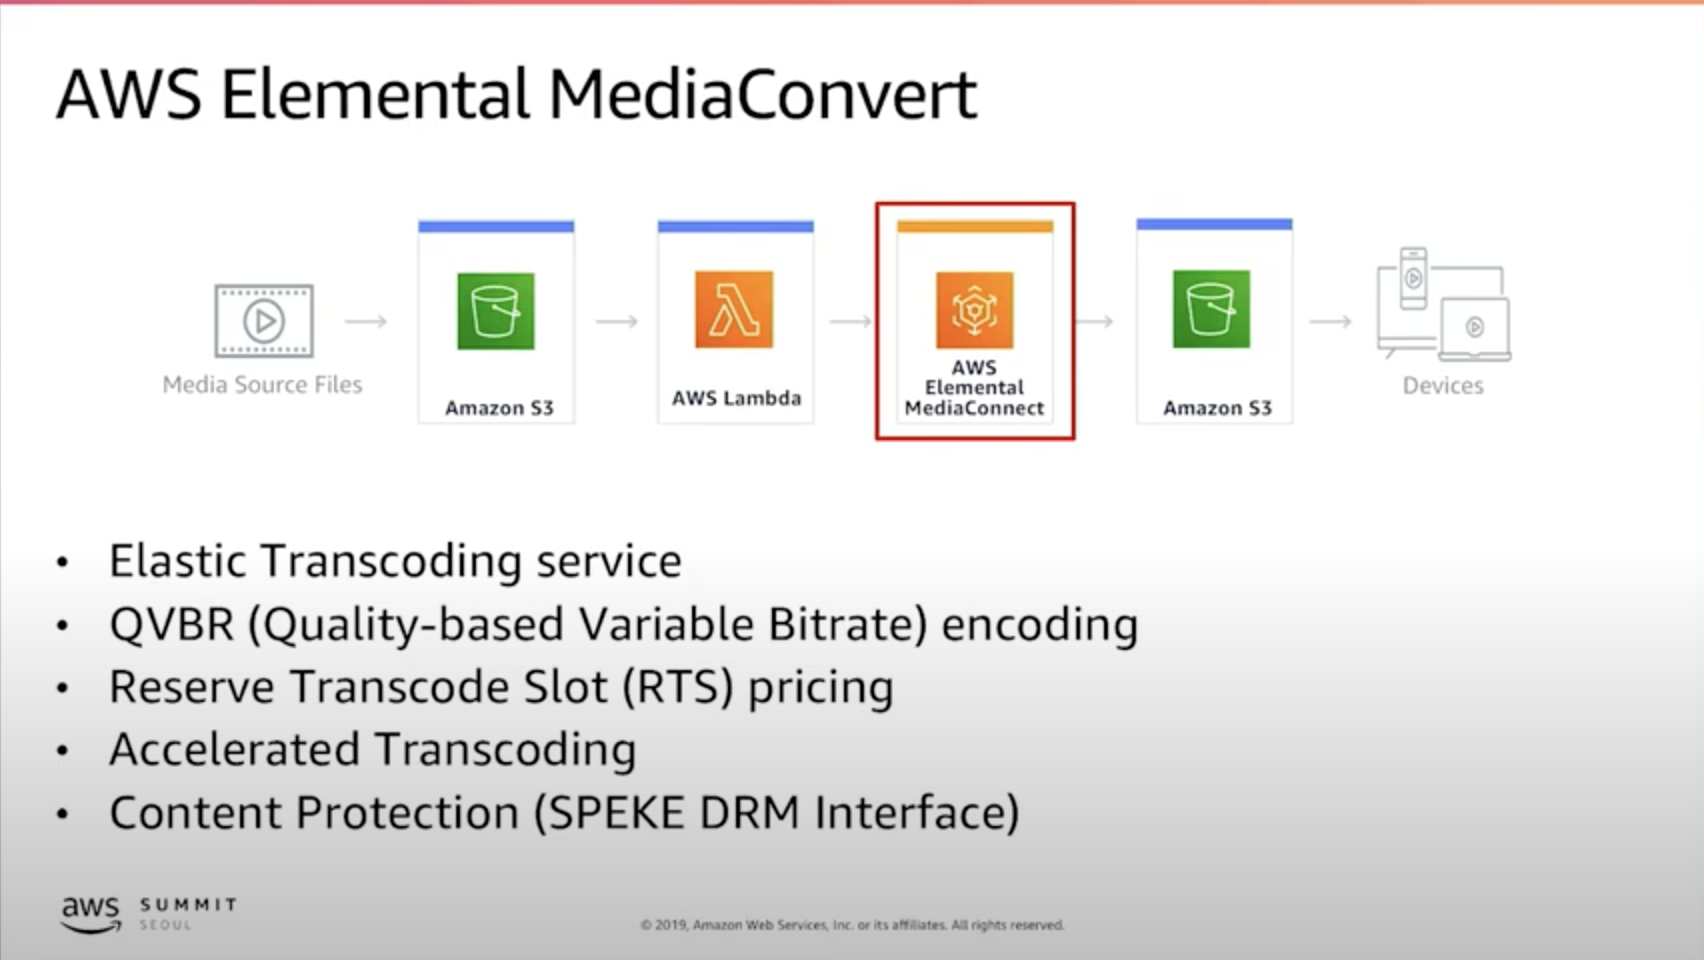 AWS Elemental MediaConvert
Media Source Files
Amazon S3
AWS Lambda
AWS
Elemental
MediaConnect
Amazon S3
Devices
• Elastic Transcoding service
• QVBR (Quality-based Variable Bitrate) encoding
• Reserve Transcode Slot (RTS) pricing
• Accelerated Transcoding
• Content Protection (SPEKE DRM Interface)
aws SUMMIT
SEOUL
© 2019, Amazon Web Services, Inc. or its affiliates. All rights reserved.